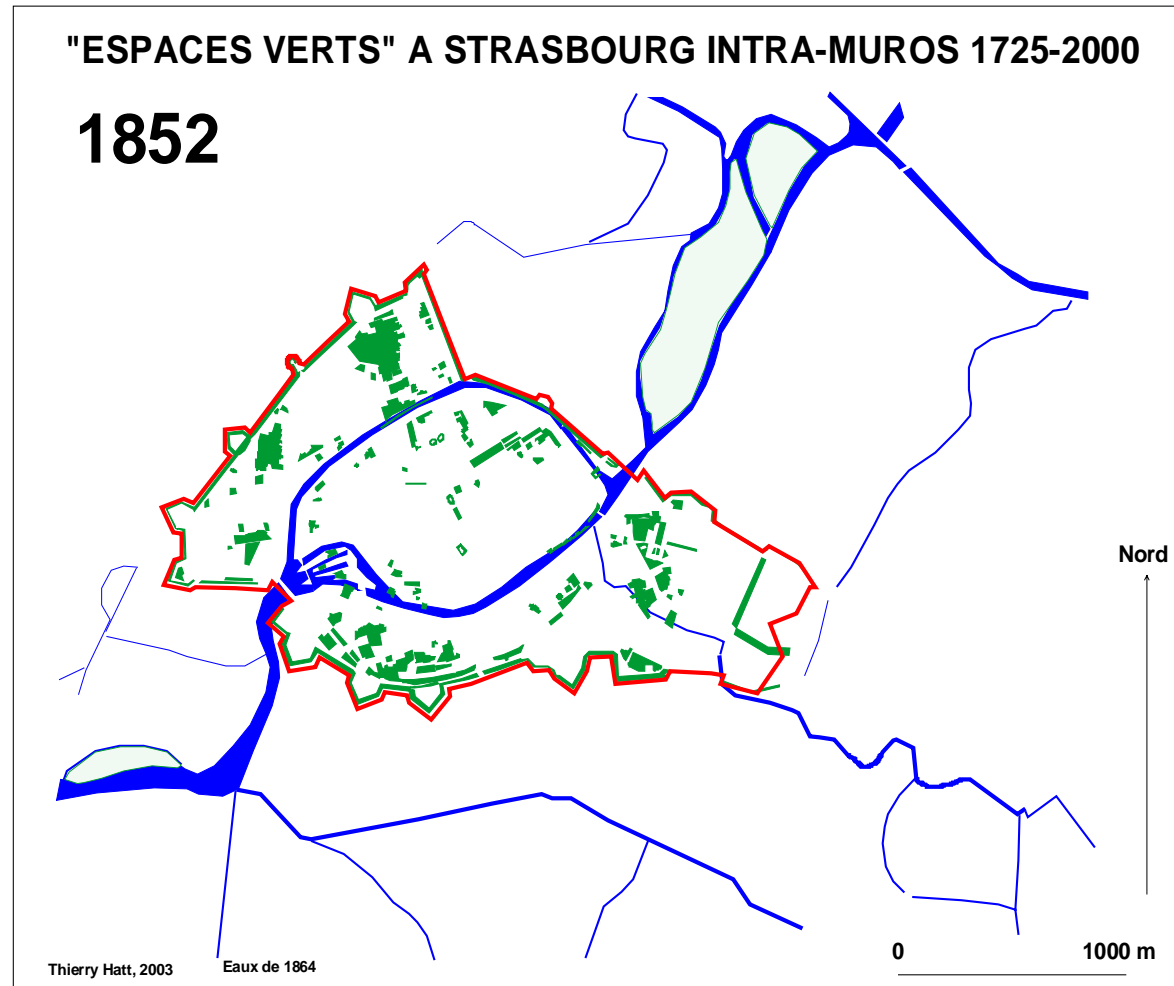 "ESPACES VERTS" A STRASBOURG INTRA-MUROS 1725-2000
1852
Nord
0 1000 m
Thierry Hatt, 2003 Eaux de 1864